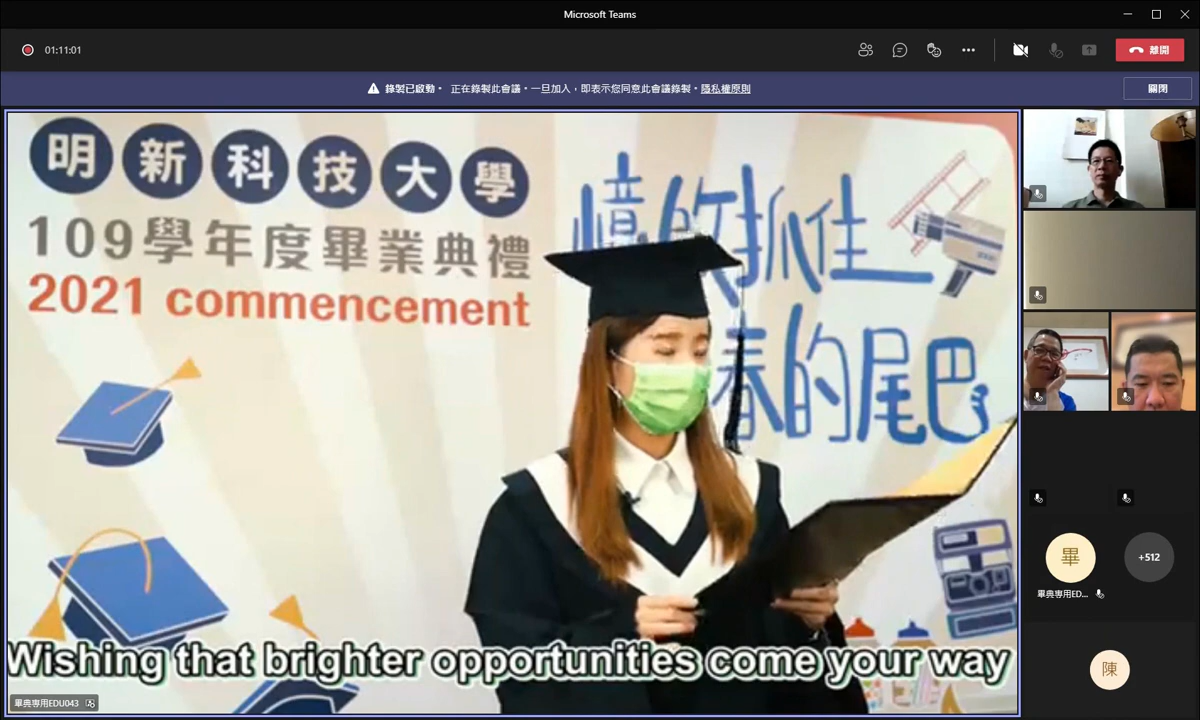 Microsoft Teams
01:11:01
離開
錄製已啟動。 正在錄製此會議。一旦加入，即表示您同意此會議錄製。隱私權原則
關閉
明新科技大學
109學年度畢業典禮
2021 commencement
抓住
春的尾巴
Wishing that brighter opportunities come your way
畢典専用EDU043
畢
畢典専用ED...
+512
陳